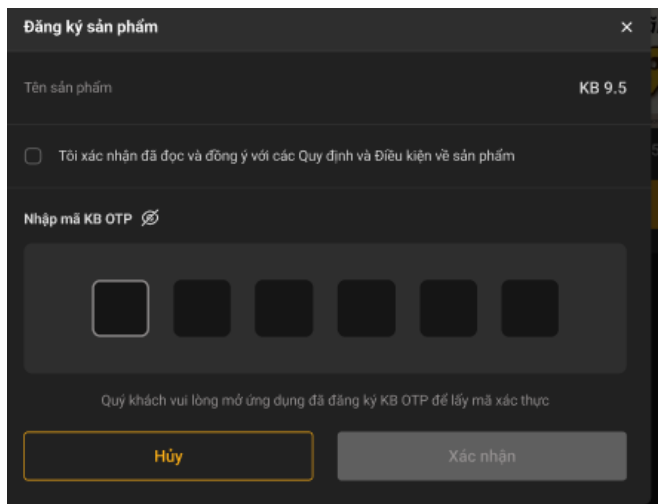 Đăng ký sản phẩm
Tên sản phẩm KB 9.5
Tôi xác nhận đã đọc và đồng ý với các Quy định và Điều kiện về sản phẩm
Nhập mã KB OTP
Quý khách vui lòng mở ứng dụng đã đăng ký KB OTP để lấy mã xác thực
Hủy Xác nhận